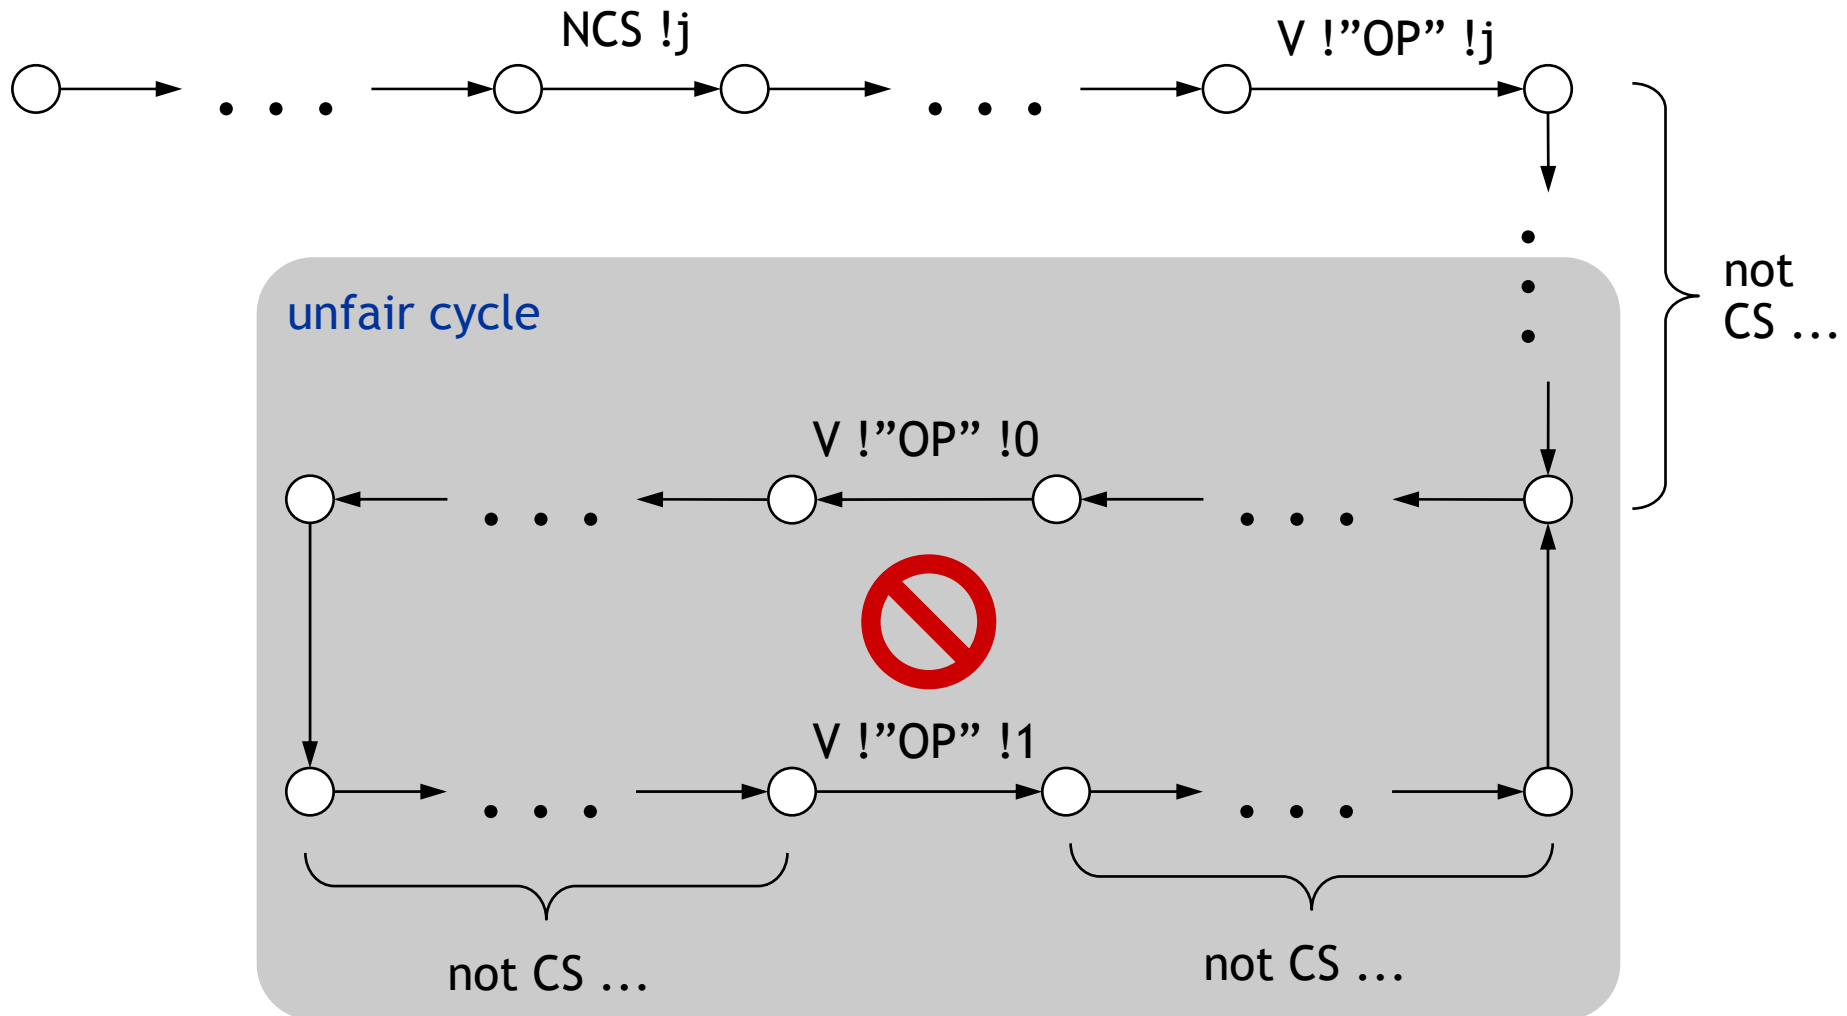 NCS !j
V !”OP” !j
not
CS ...
unfair cycle
V !”OP” !0
V !”OP” !1
not CS ...
not CS ...